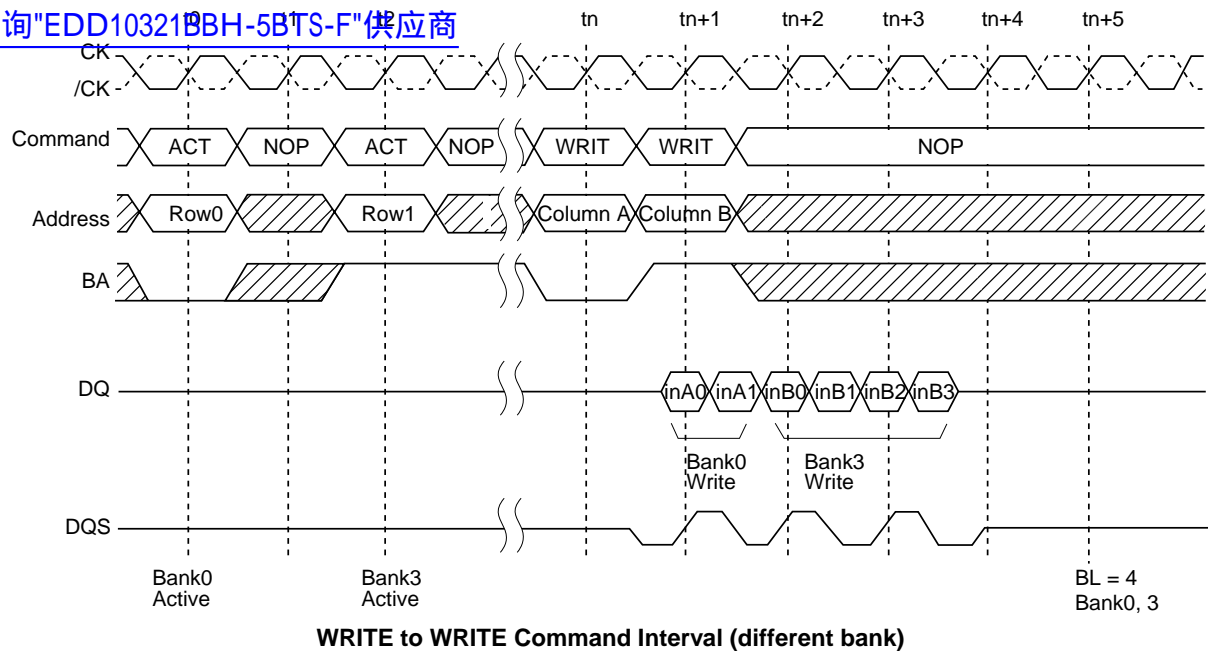 询"EDD10321BBH-5BTS-F"供应商
t0 t1 t2 tn tn+1 tn+2 tn+3 tn+4 tn+5
CK
/CK
Command ACT NOP ACT NOP WRIT WRIT NOP
Address Row0 Row1 Column A Column B
BA
DQ inA0 inA1 inB0 inB1 inB2 inB3
Bank0 Bank3
Write Write
DQS
Bank0 Bank3 BL = 4
Active Active Bank0, 3
WRITE to WRITE Command Interval (different bank)